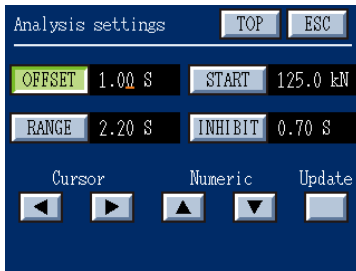 Analysis settings TOP ESC
OFFSET 1.00 S START 125.0 kN
RANGE 2.20 S INHIBIT 0.70 S
Cursor Numeric Update